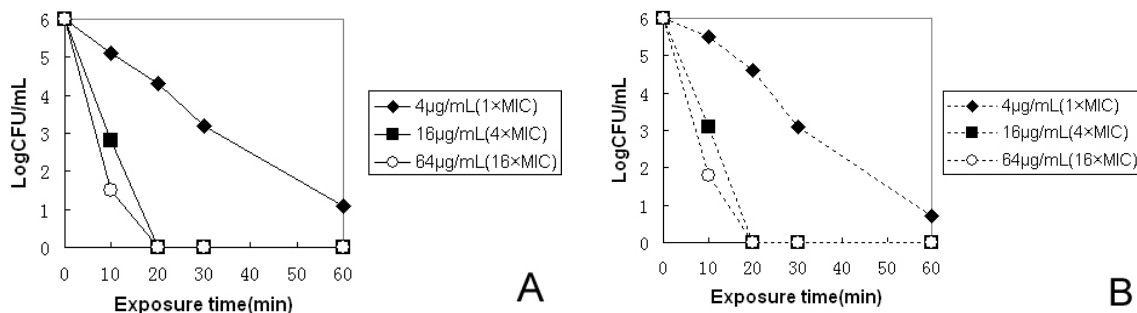 6
5
4
3
2
1
0
LogCFU/mL
0 10 20 30 40 50 60
Exposure time(min)
4μg/mL(1×MIC)
16μg/mL(4×MIC)
64μg/mL(16×MIC)
A
6
5
4
3
2
1
0
LogCFU/mL
0 10 20 30 40 50 60
Exposure time(min)
4μg/mL(1×MIC)
16μg/mL(4×MIC)
64μg/mL(16×MIC)
B